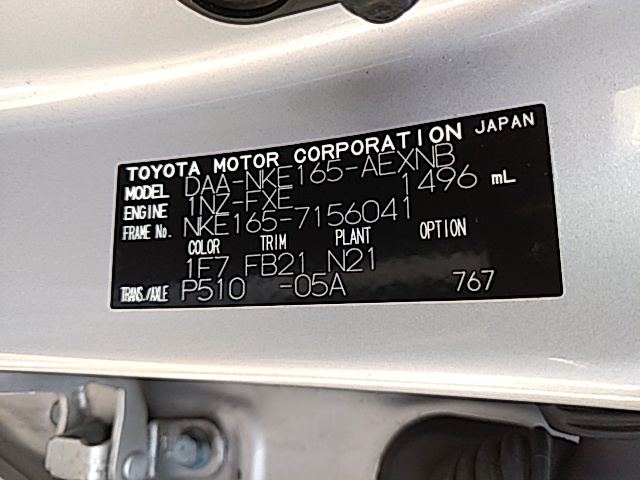 TOYOTA MOTOR CORPORATION JAPAN
MODEL DAA-NKE165-AEXNB
ENGINE 1NZ-FXE 1496 mL
FRAME No. NKE165-7156041
COLOR TRIM PLANT OPTION
1F7 FB21 N21
TRANS./AXLE P510 -05A 767